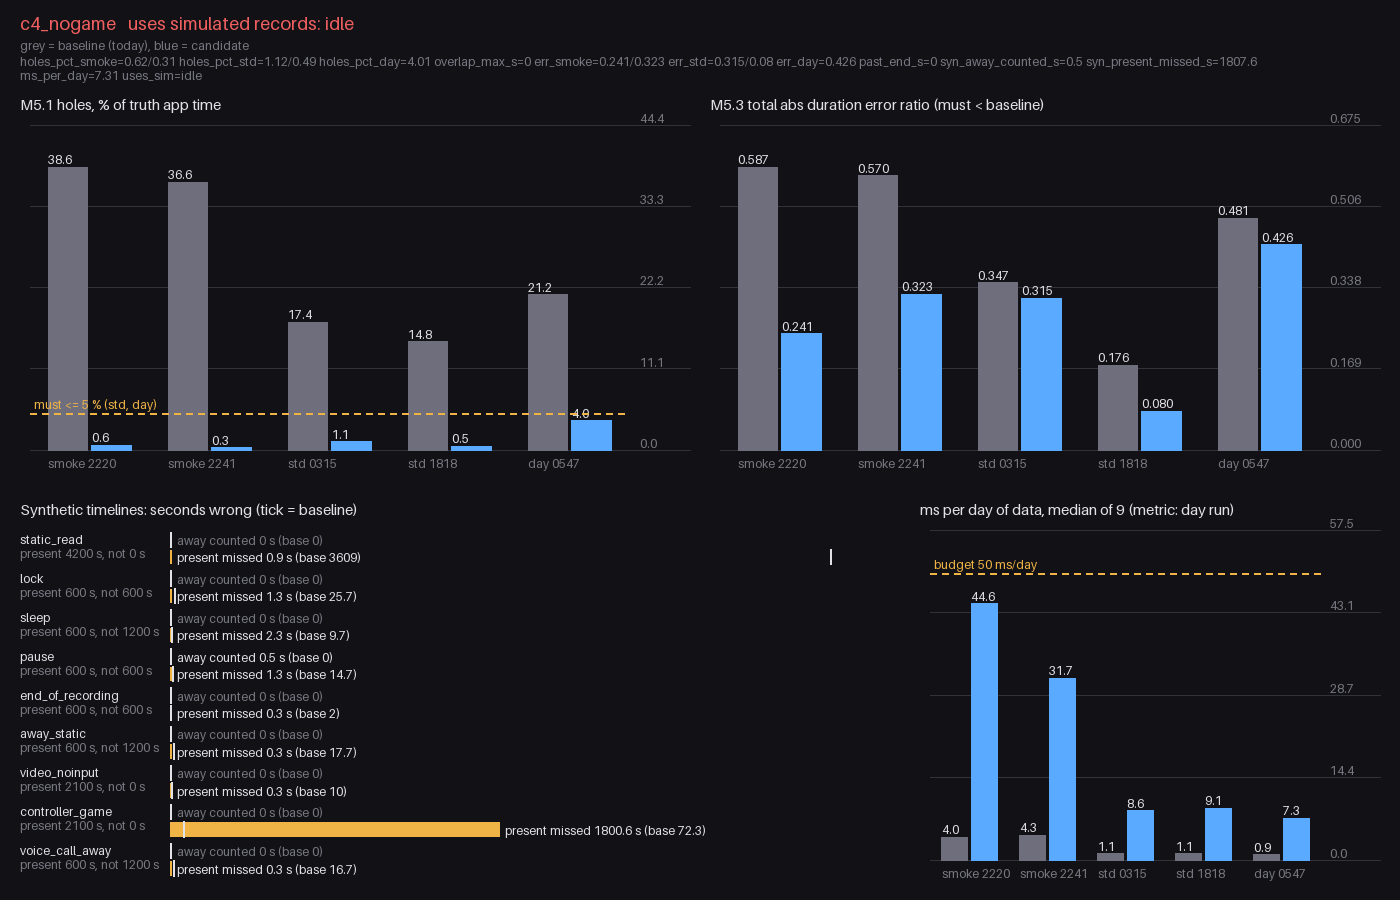 c4_nogame uses simulated records: idle
grey = baseline (today), blue = candidate
holes_pct_smoke=0.62/0.31 holes_pct_std=1.12/0.49 holes_pct_day=4.01 overlap_max_s=0 err_smoke=0.241/0.323 err_std=0.315/0.08 err_day=0.426 past_end_s=0 syn_away_counted_s=0.5 syn_present_missed_s=1807.6
ms_per_day=7.31 uses_sim=idle
M5.1 holes, % of truth app time
44.4
33.3
22.2
11.1
0.0
38.6
36.6
17.4
14.8
21.2
must <= 5 % (std, day)
0.6
0.3
1.1
0.5
4.0
smoke 2220
smoke 2241
std 0315
std 1818
day 0547
M5.3 total abs duration error ratio (must < baseline)
0.675
0.506
0.338
0.169
0.000
0.587
0.241
0.570
0.323
0.347
0.315
0.176
0.080
0.481
0.426
smoke 2220
smoke 2241
std 0315
std 1818
day 0547
Synthetic timelines: seconds wrong (tick = baseline)
static_read
present 4200 s, not 0 s
away counted 0 s (base 0)
present missed 0.9 s (base 3609)
lock
present 600 s, not 600 s
away counted 0 s (base 0)
present missed 1.3 s (base 25.7)
sleep
present 600 s, not 1200 s
away counted 0 s (base 0)
present missed 2.3 s (base 9.7)
pause
present 600 s, not 600 s
away counted 0.5 s (base 0)
present missed 1.3 s (base 14.7)
end_of_recording
present 600 s, not 600 s
away counted 0 s (base 0)
present missed 0.3 s (base 2)
away_static
present 600 s, not 1200 s
away counted 0 s (base 0)
present missed 0.3 s (base 17.7)
video_noinput
present 2100 s, not 0 s
away counted 0 s (base 0)
present missed 0.3 s (base 10)
controller_game
present 2100 s, not 0 s
away counted 0 s (base 0)
present missed 1800.6 s (base 72.3)
voice_call_away
present 600 s, not 1200 s
away counted 0 s (base 0)
present missed 0.3 s (base 16.7)
ms per day of data, median of 9 (metric: day run)
57.5
43.1
28.7
14.4
0.0
budget 50 ms/day
4.0
44.6
4.3
31.7
1.1
8.6
1.1
9.1
0.9
7.3
smoke 2220
smoke 2241
std 0315
std 1818
day 0547